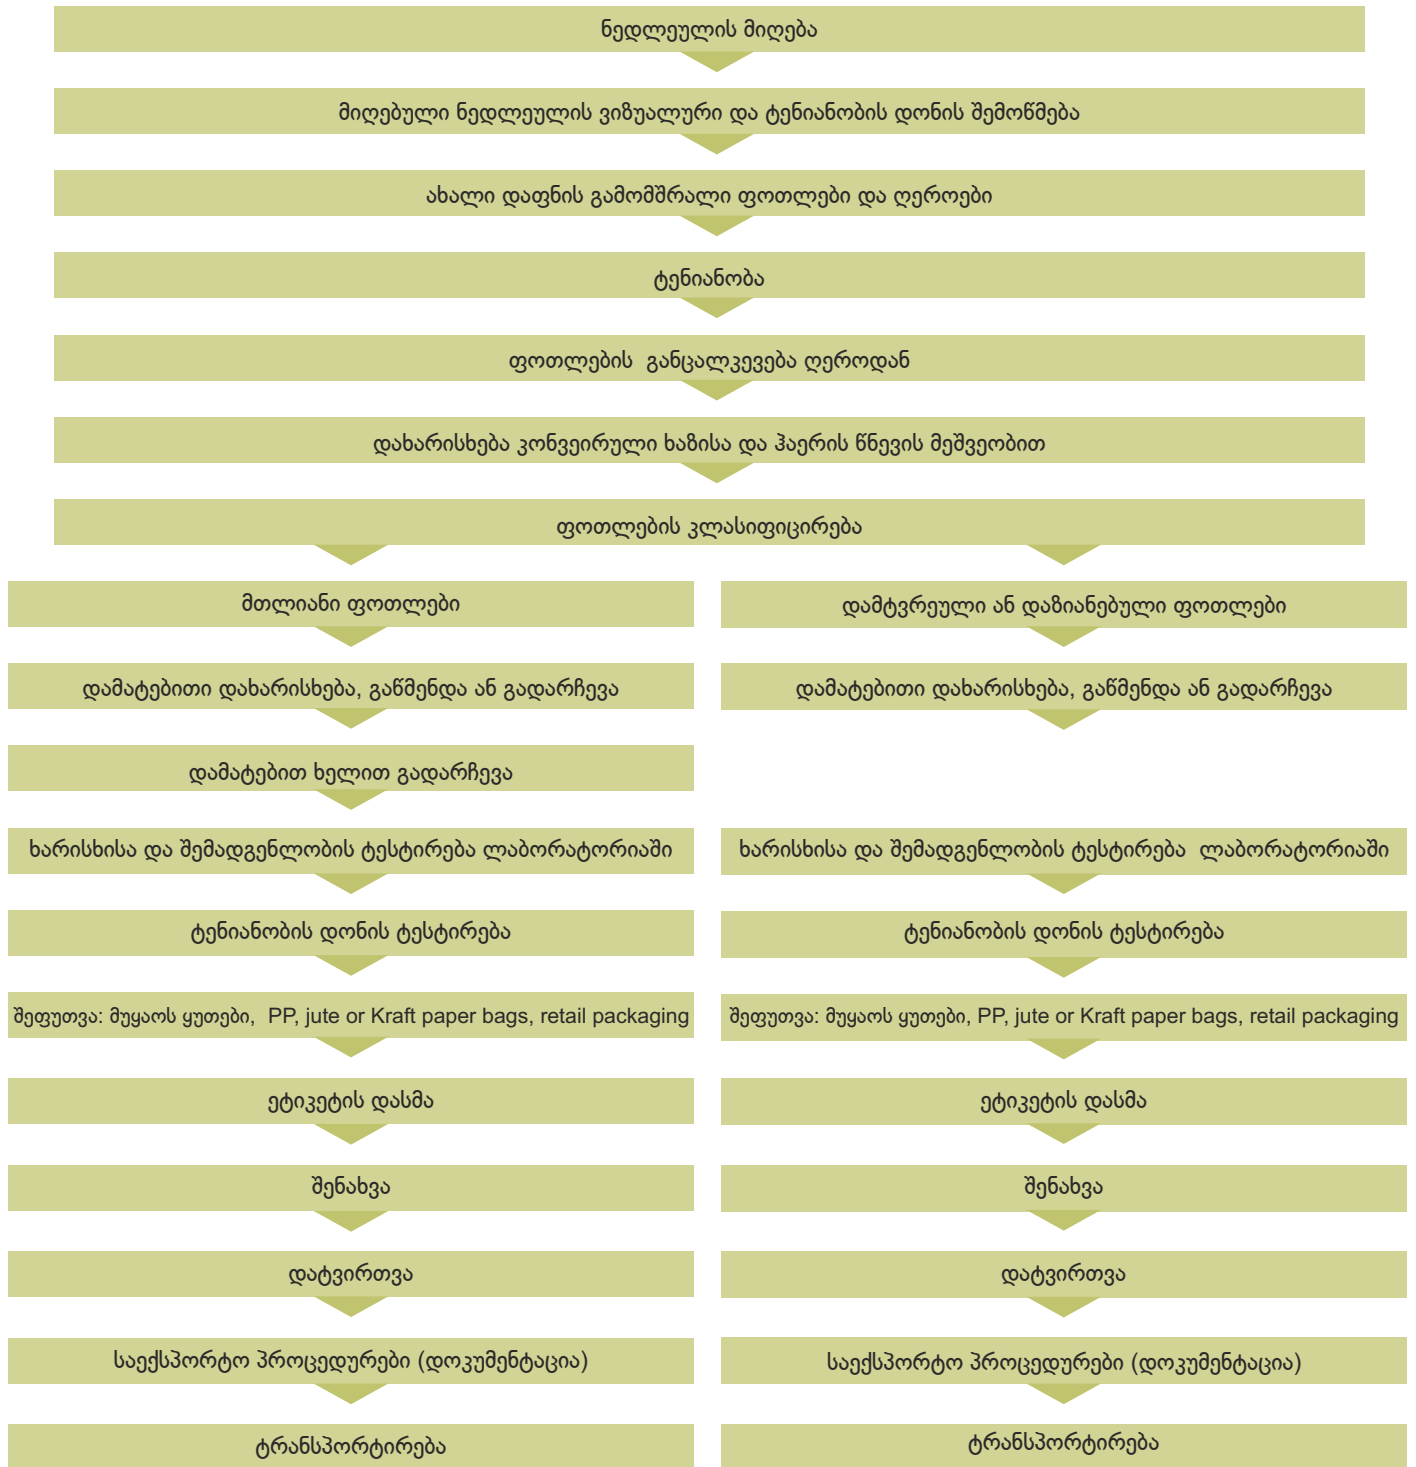 ნედლეულის მიღება
მიღებული ნედლეულის ვიზუალური და ტენიანობის დონის შემოწმება
ახალი დაფნის გამომშრალი ფოთლები და ღეროები
ტენიანობა
ფოთლების განცალკევება ღეროდან
დახარისხება კონვეირული ხაზისა და ჰაერის წნევის მეშვეობით
ფოთლების კლასიფიცირება
მთლიანი ფოთლები
დამატებითი დახარისხება, გაწმენდა ან გადარჩევა
დამატებით ხელით გადარჩევა
ხარისხისა და შემადგენლობის ტესტირება ლაბორატორიაში
ტენიანობის დონის ტესტირება
შეფუთვა: მუყაოს ყუთები, PP, jute or Kraft paper bags, retail packaging
ეტიკეტის დასმა
შენახვა
დატვირთვა
საექსპორტო პროცედურები (დოკუმენტაცია)
ტრანსპორტირება
დამტვრეული ან დაზიანებული ფოთლები
დამატებითი დახარისხება, გაწმენდა ან გადარჩევა
ხარისხისა და შემადგენლობის ტესტირება ლაბორატორიაში
ტენიანობის დონის ტესტირება
შეფუთვა: მუყაოს ყუთები, PP, jute or Kraft paper bags, retail packaging
ეტიკეტის დასმა
შენახვა
დატვირთვა
საექსპორტო პროცედურები (დოკუმენტაცია)
ტრანსპორტირება